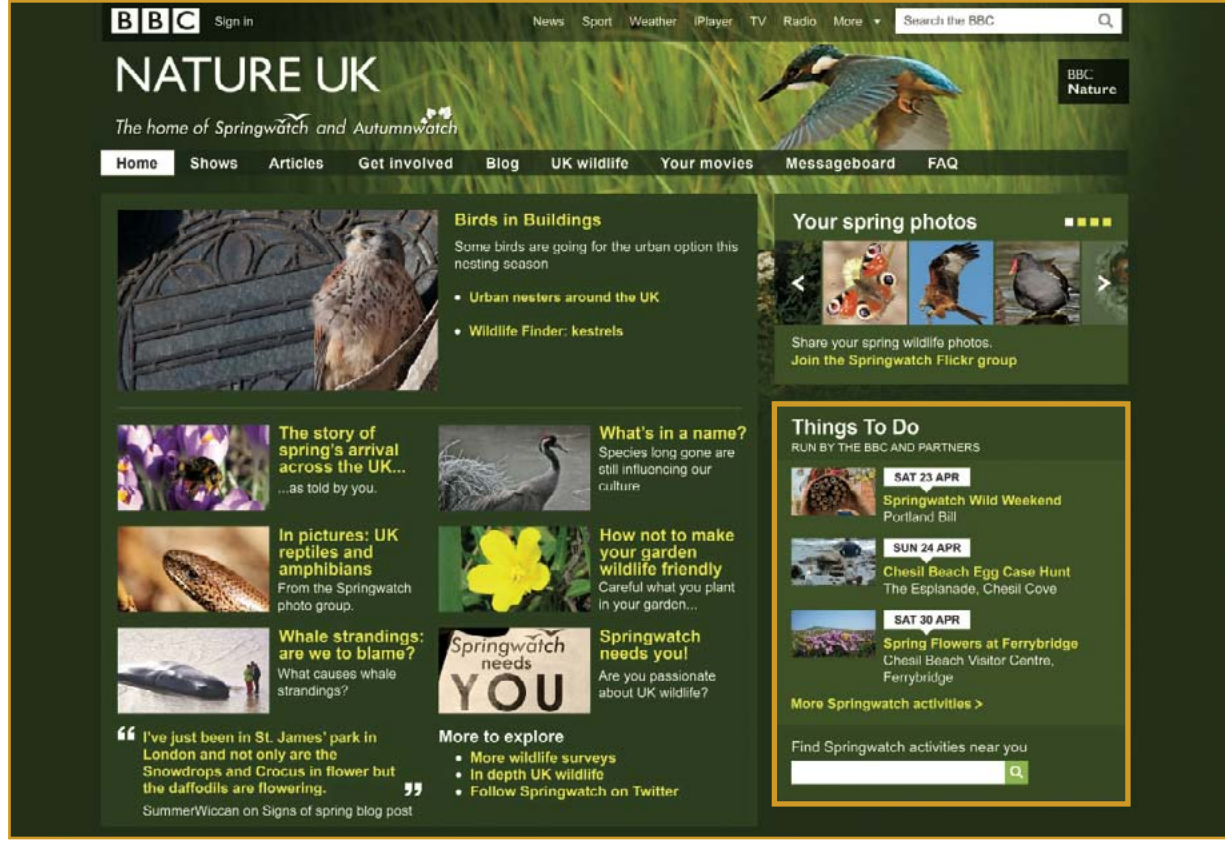 BBC Sign in News Sport Weather iPlayer TV Radio More Search the BBC
NATURE UK
The home of Springwatch and Autumnwatch
BBC
Nature
Home Shows Articles Get involved Blog UK wildlife Your movies Messageboard FAQ
Birds in Buildings
Some birds are going for the urban option this
nesting season
• Urban nesters around the UK
• Wildlife Finder: kestrels
The story of
spring's arrival
across the UK...
...as told by you.
What's in a name?
Species long gone are
still influencing our
culture
In pictures: UK
reptiles and
amphibians
From the Springwatch
photo group.
How not to make
your garden
wildlife friendly
Careful what you plant
in your garden...
Whale strandings:
are we to blame?
What causes whale
strandings?
Springwatch
needs
YOU
Springwatch
needs you!
Are you passionate
about UK wildlife?
“ I've just been in St. James' park in
London and not only are the
Snowdrops and Crocus in flower but
the daffodils are flowering. ”
SummerWiccan on Signs of spring blog post
More to explore
• More wildlife surveys
• In depth UK wildlife
• Follow Springwatch on Twitter
Your spring photos
< >
Share your spring wildlife photos.
Join the Springwatch Flickr group
Things To Do
RUN BY THE BBC AND PARTNERS
SAT 23 APR
Springwatch Wild Weekend
Portland Bill
SUN 24 APR
Chesil Beach Egg Case Hunt
The Esplanade, Chesil Cove
SAT 30 APR
Spring Flowers at Ferrybridge
Chesil Beach Visitor Centre,
Ferrybridge
More Springwatch activities >
Find Springwatch activities near you